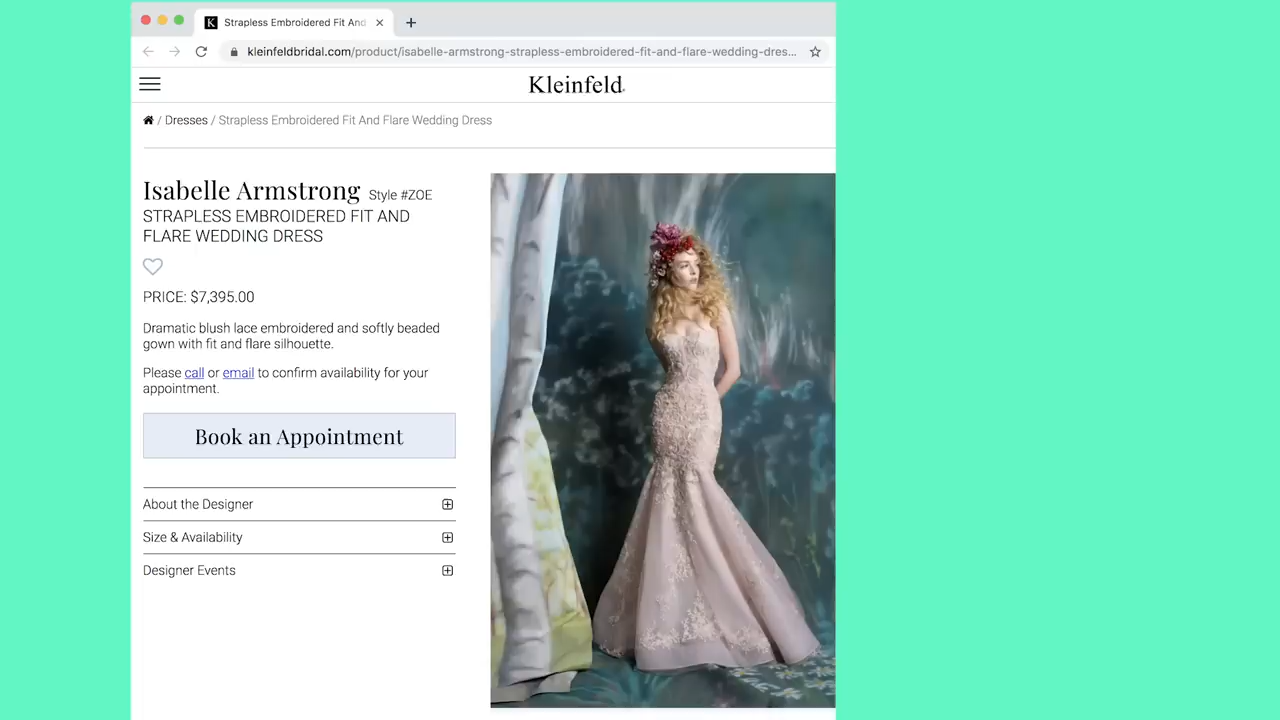 K Strapless Embroidered Fit And
kleinfeldbridal.com/product/isabelle-armstrong-strapless-embroidered-fit-and-flare-wedding-dres...
Kleinfeld
/ Dresses / Strapless Embroidered Fit And Flare Wedding Dress
Isabelle Armstrong Style #ZOE
STRAPLESS EMBROIDERED FIT AND
FLARE WEDDING DRESS
PRICE: $7,395.00
Dramatic blush lace embroidered and softly beaded
gown with fit and flare silhouette.
Please call or email to confirm availability for your
appointment.
Book an Appointment
About the Designer
Size & Availability
Designer Events